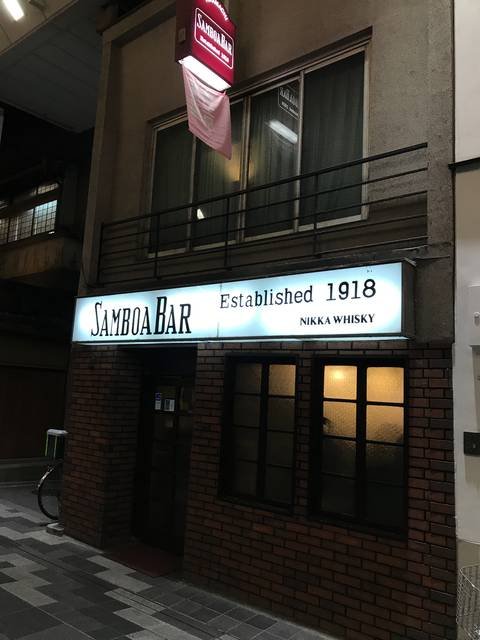 SAMBOA BAR
SAMBOA BAR
Established 1918
NIKKA WHISKY